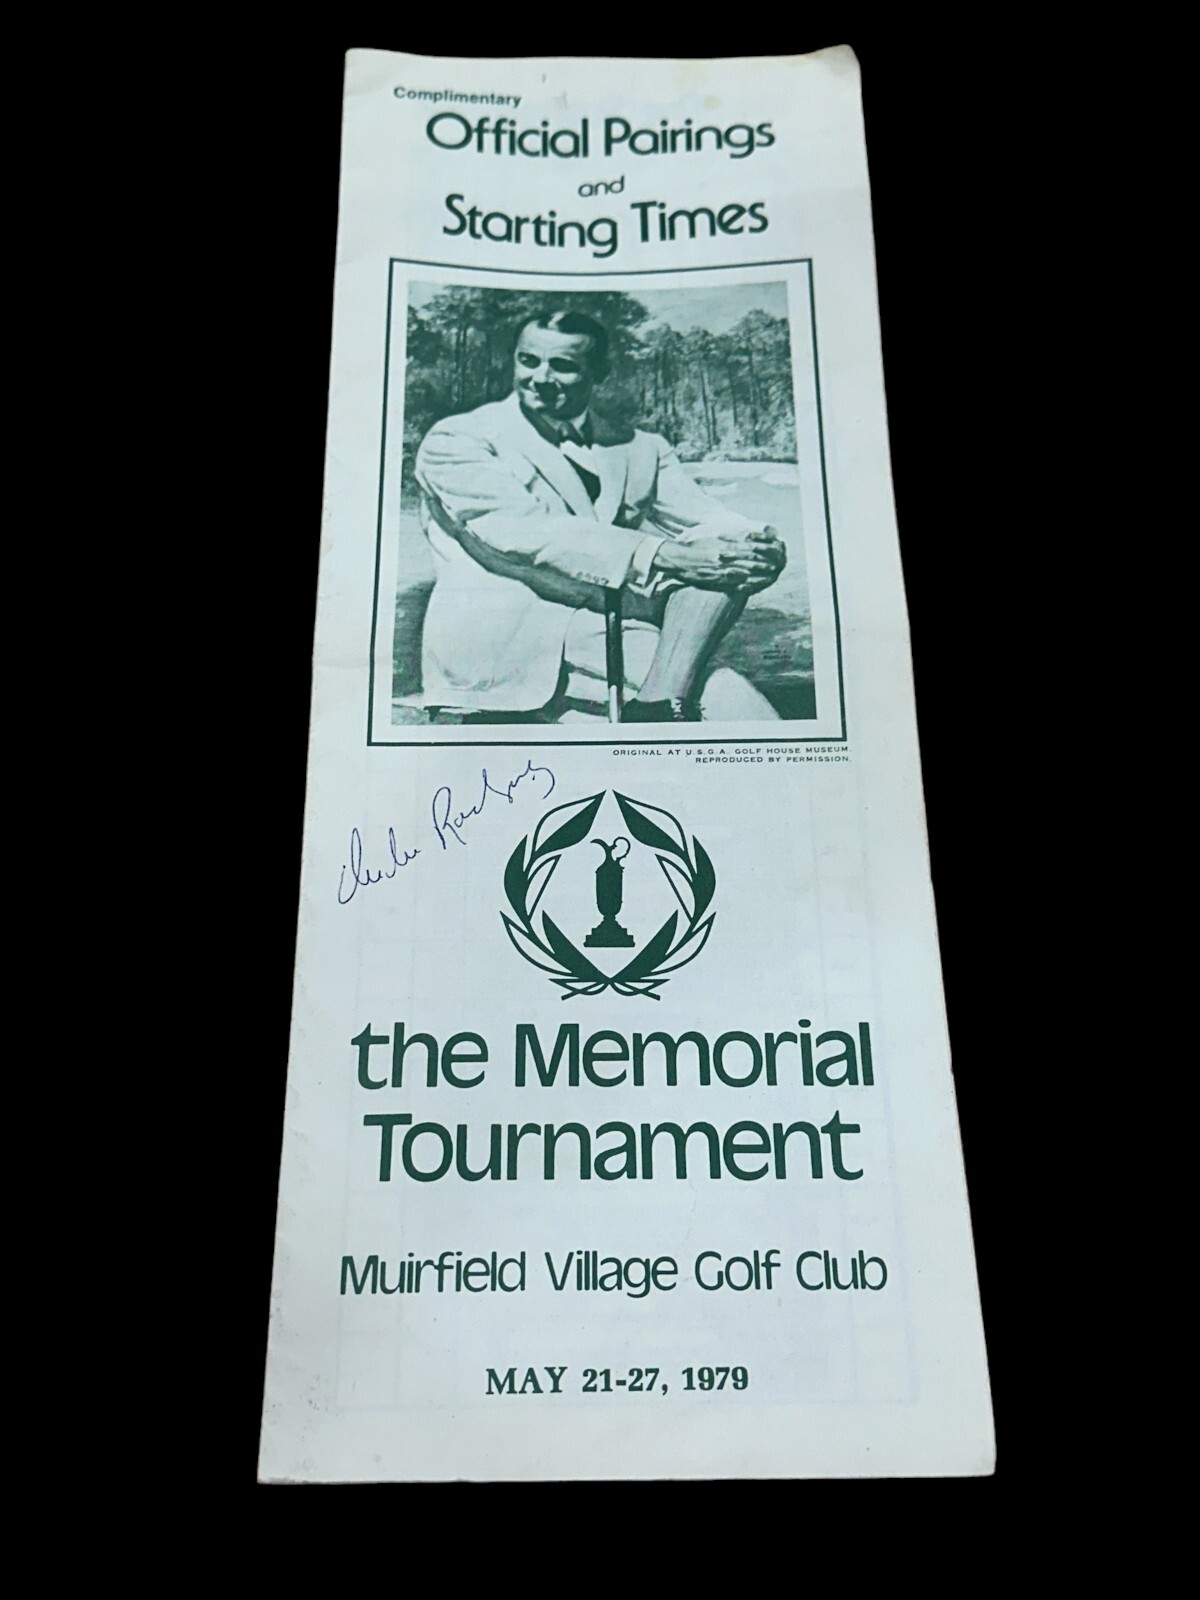 Complimentary
Official Pairings
and
Starting Times
ORIGINAL AT U.S.G.A. GOLF HOUSE MUSEUM.
REPRODUCED BY PERMISSION.
the Memorial
Tournament
Muirfield Village Golf Club
MAY 21-27, 1979